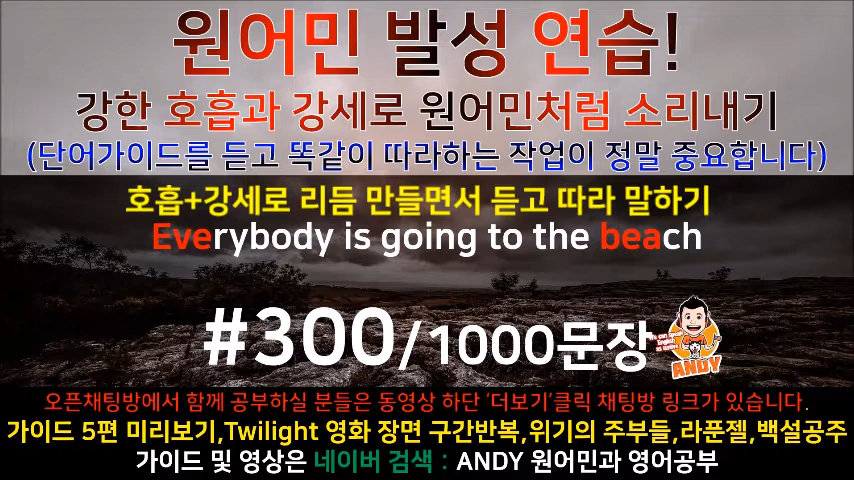 원어민 발성 연습!
강한 호흡과 강세로 원어민처럼 소리내기
(단어가이드를 듣고 똑같이 따라하는 작업이 정말 중요합니다)
호흡+강세로 리듬 만들면서 듣고 따라 말하기
Everybody is going to the beach
#300/1000문장
ANDY
오픈채팅방에서 함께 공부하실 분들은 동영상 하단 '더보기'클릭 채팅방 링크가 있습니다.
가이드 5편 미리보기,Twilight 영화 장면 구간반복,위기의 주부들,라푼젤,백설공주
가이드 및 영상은 네이버 검색 : ANDY 원어민과 영어공부